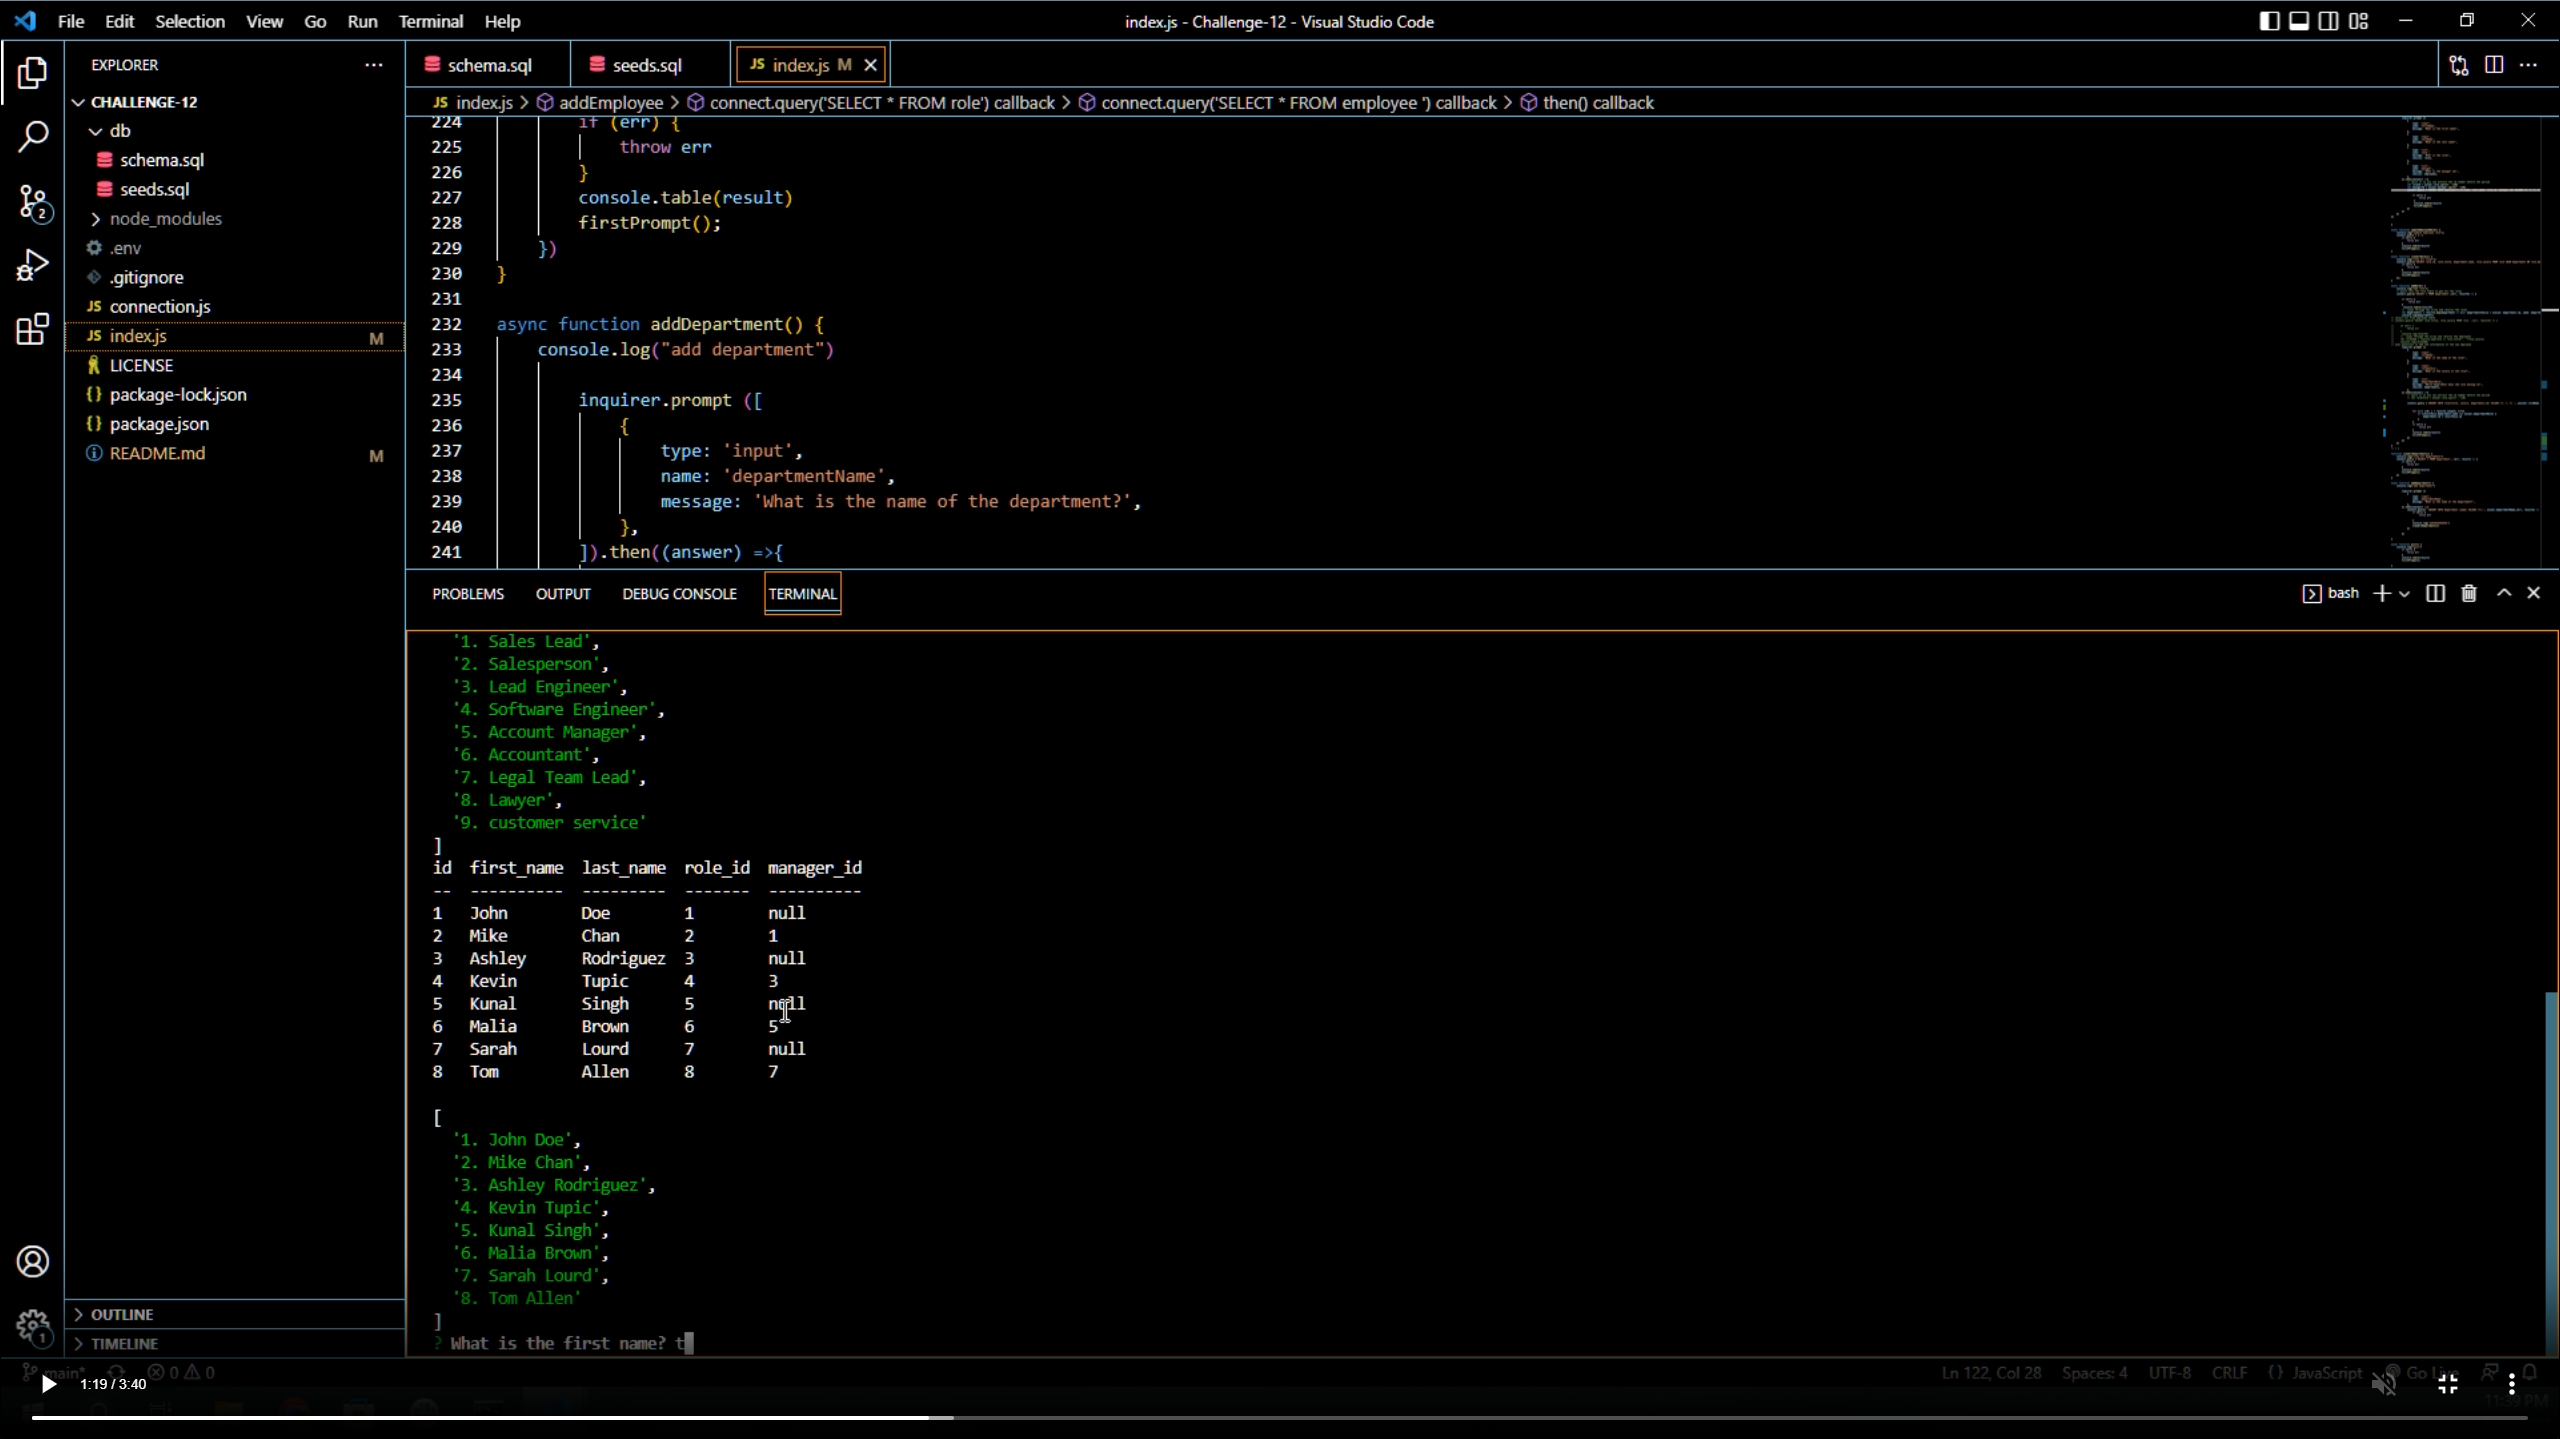 File Edit Selection View Go Run Terminal Help
index.js - Challenge-12 - Visual Studio Code
EXPLORER
CHALLENGE-12
db
schema.sql
seeds.sql
node_modules
.env
.gitignore
JS connection.js
JS index.js M
LICENSE
{} package-lock.json
{} package.json
README.md M
OUTLINE
TIMELINE
2
1
schema.sql
seeds.sql
JS index.js M
JS index.js > addEmployee > connect.query('SELECT * FROM role') callback > connect.query('SELECT * FROM employee ') callback > then() callback
224 if (err) {
225 throw err
226 }
227 console.table(result)
228 firstPrompt();
229 })
230 }
231
232 async function addDepartment() {
233 console.log("add department")
234
235 inquirer.prompt ([
236 {
237 type: 'input',
238 name: 'departmentName',
239 message: 'What is the name of the department?',
240 },
241 ]).then((answer) =>{
PROBLEMS OUTPUT DEBUG CONSOLE TERMINAL
bash
'1. Sales Lead',
'2. Salesperson',
'3. Lead Engineer',
'4. Software Engineer',
'5. Account Manager',
'6. Accountant',
'7. Legal Team Lead',
'8. Lawyer',
'9. customer service'
]
id first_name last_name role_id manager_id
-- ---------- --------- ------- ----------
1 John Doe 1 null
2 Mike Chan 2 1
3 Ashley Rodriguez 3 null
4 Kevin Tupic 4 3
5 Kunal Singh 5 null
6 Malia Brown 6 5
7 Sarah Lourd 7 null
8 Tom Allen 8 7
[
'1. John Doe',
'2. Mike Chan',
'3. Ashley Rodriguez',
'4. Kevin Tupic',
'5. Kunal Singh',
'6. Malia Brown',
'7. Sarah Lourd',
'8. Tom Allen'
]
? What is the first name? t
main* 0 0
Ln 122, Col 28 Spaces: 4 UTF-8 CRLF {} JavaScript Go Live
1:19 / 3:40